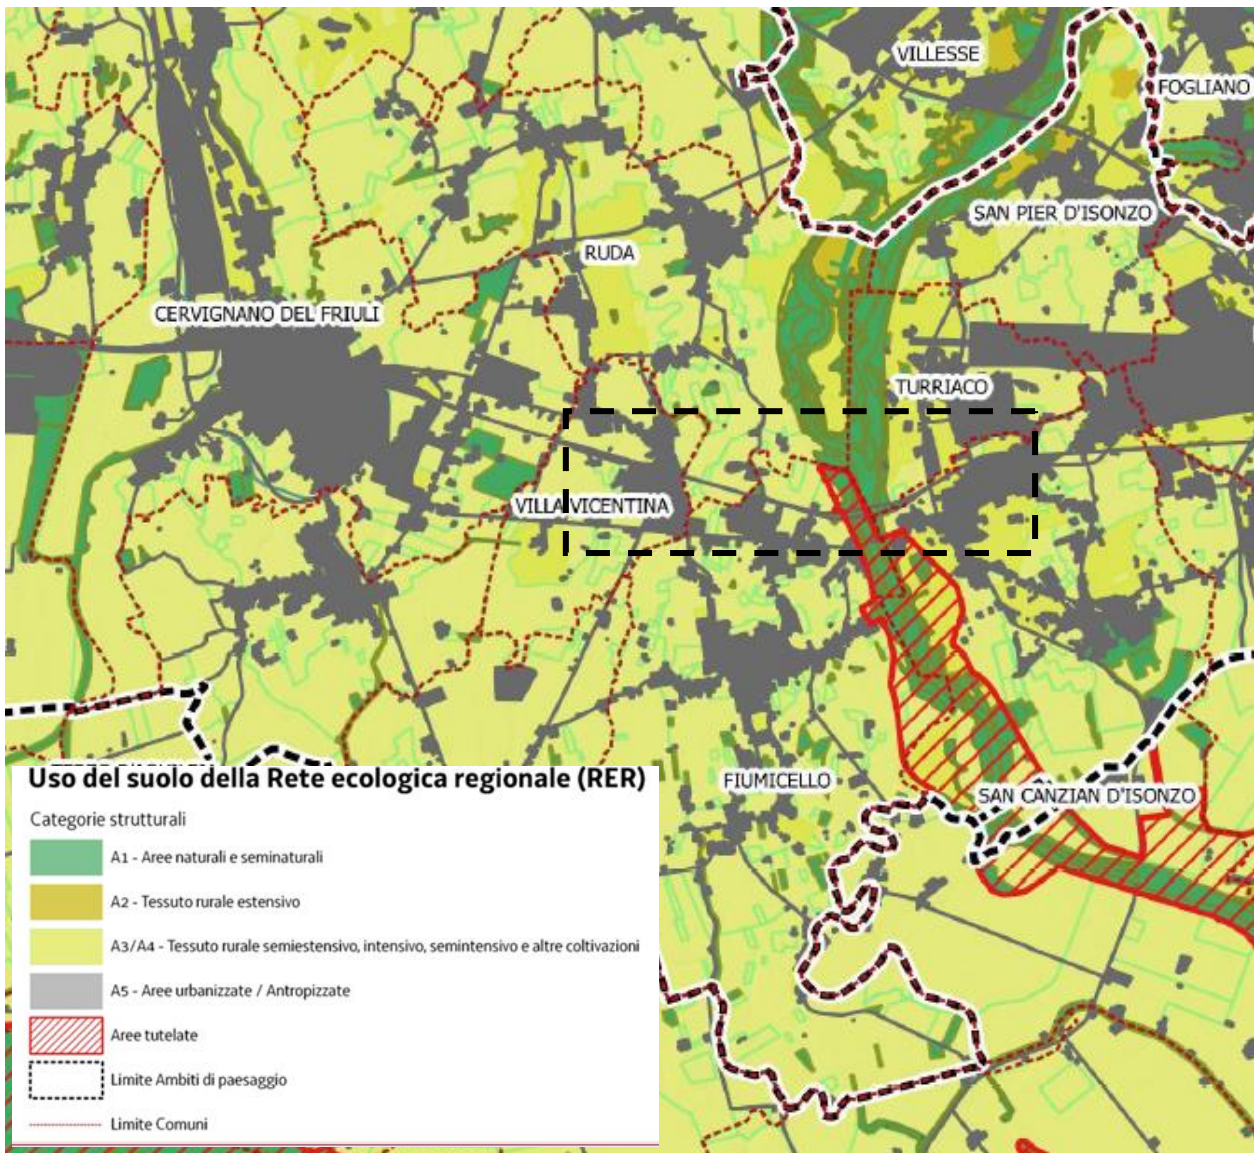 VILLESSE
FOGLIANO
SAN PIER D'ISONZO
RUDA
CERVIGNANO DEL FRIULI
TURRIACO
VILLA VICENTINA
FIUMICELLO
SAN CANZIAN D'ISONZO
Uso del suolo della Rete ecologica regionale (RER)
Categorie strutturali
A1 - Aree naturali e seminaturali
A2 - Tessuto rurale estensivo
A3/A4 - Tessuto rurale semiestensivo, intensivo, semintensivo e altre coltivazioni
A5 - Aree urbanizzate / Antropizzate
Aree tutelate
Limite Ambiti di paesaggio
Limite Comuni